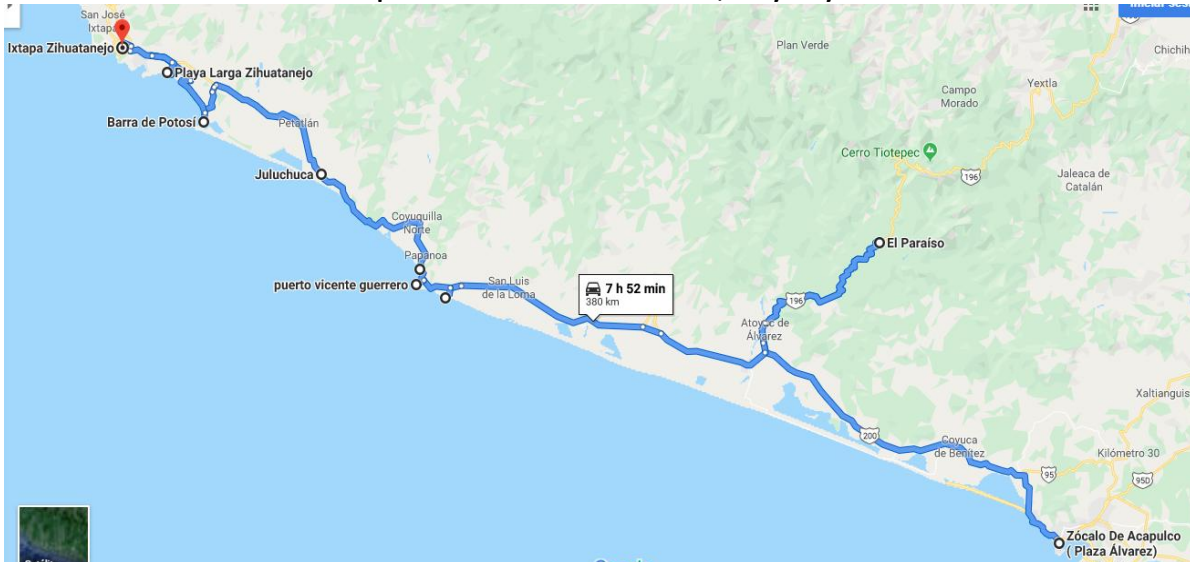 San José
Ixtapa
Ixtapa Zihuatanejo
Playa Larga Zihuatanejo
Barra de Potosí
Petatlán
Juluchuca
Coyuquilla
Norte
Papanoa
puerto vicente guerrero
San Luis
de la Loma
7 h 52 min
380 km
Plan Verde
Campo
Morado
Yextla
Chichih
Cerro Tiotepec
196
Jaleaca de
Catalán
El Paraíso
196
Atoyac de
Álvarez
Xaltianguis
200
Coyuca
de Benítez
Kilómetro 30
95
95D
Zócalo De Acapulco
( Plaza Álvarez)